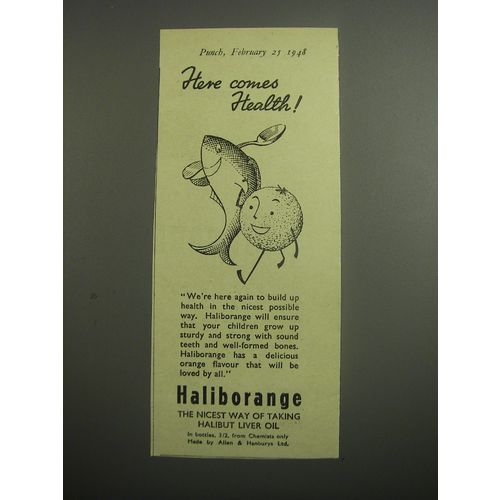 Punch, February 25 1948
Here comes
Health!
"We're here again to build up
health in the nicest possible
way. Haliborange will ensure
that your children grow up
sturdy and strong with sound
teeth and well-formed bones.
Haliborange has a delicious
orange flavour that will be
loved by all."
Haliborange
THE NICEST WAY OF TAKING
HALIBUT LIVER OIL
In bottles, 3/2, from Chemists only
Made by Allen & Hanburys Ltd.